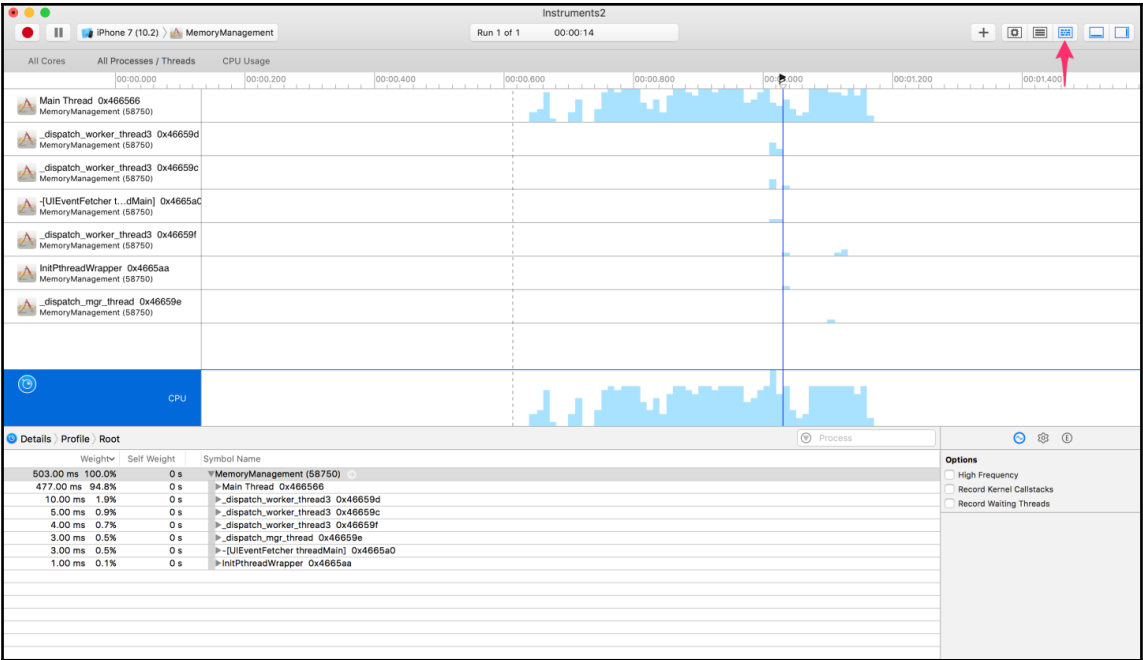 Instruments2
iPhone 7 (10.2) MemoryManagement
Run 1 of 1 00:00:14
All Cores All Processes / Threads CPU Usage
00:00.000 00:00.200 00:00.400 00:00.600 00:00.800 00:01.200 00:01.400
Main Thread 0x466566
MemoryManagement (58750)
_dispatch_worker_thread3 0x46659d
MemoryManagement (58750)
_dispatch_worker_thread3 0x46659c
MemoryManagement (58750)
-[UIEventFetcher t...dMain] 0x4665a0
MemoryManagement (58750)
_dispatch_worker_thread3 0x46659f
MemoryManagement (58750)
InitPthreadWrapper 0x4665aa
MemoryManagement (58750)
_dispatch_mgr_thread 0x46659e
MemoryManagement (58750)
CPU
Details Profile Root
Process
Weight Self Weight Symbol Name
503.00 ms 100.0% 0 s MemoryManagement (58750)
477.00 ms 94.8% 0 s Main Thread 0x466566
10.00 ms 1.9% 0 s _dispatch_worker_thread3 0x46659d
5.00 ms 0.9% 0 s _dispatch_worker_thread3 0x46659c
4.00 ms 0.7% 0 s _dispatch_worker_thread3 0x46659f
3.00 ms 0.5% 0 s _dispatch_mgr_thread 0x46659e
3.00 ms 0.5% 0 s -[UIEventFetcher threadMain] 0x4665a0
1.00 ms 0.1% 0 s InitPthreadWrapper 0x4665aa
Options
High Frequency
Record Kernel Callstacks
Record Waiting Threads